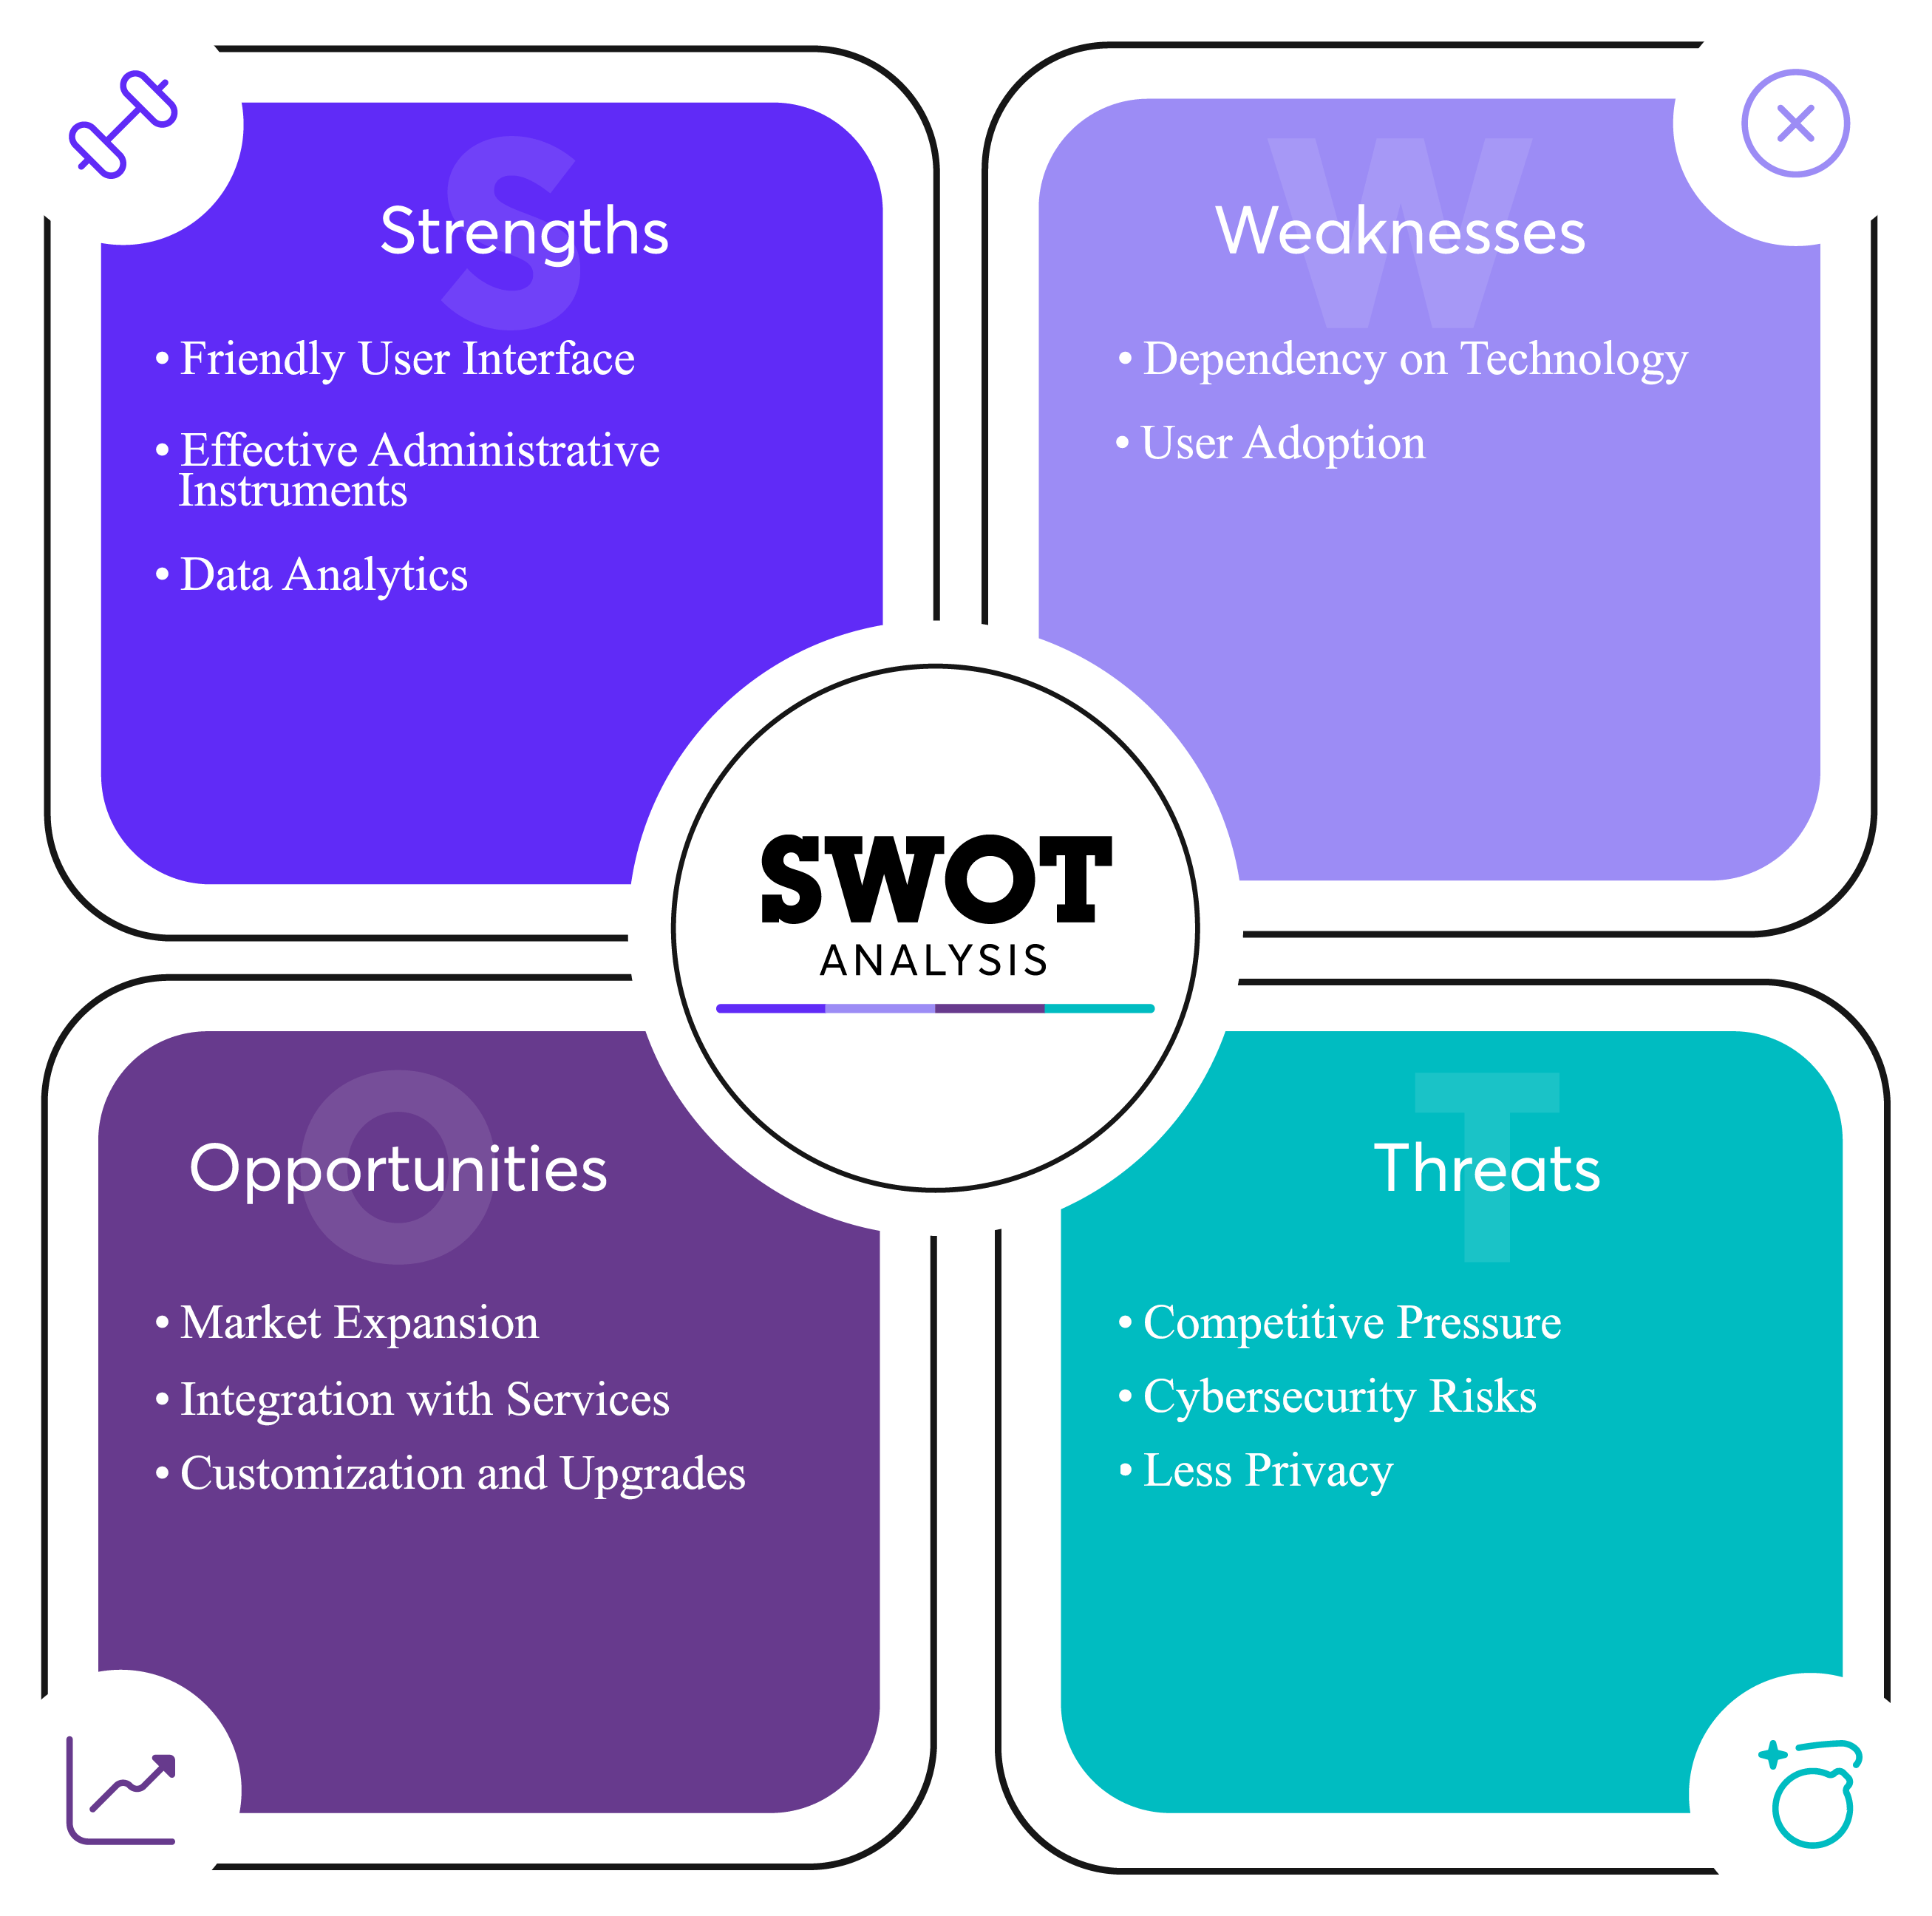 S
Strengths
• Friendly User Interface
• Effective Administrative
Instruments
• Data Analytics
W
Weaknesses
• Dependency on Technology
• User Adoption
SWOT
ANALYSIS
O
Opportunities
• Market Expansion
• Integration with Services
• Customization and Upgrades
T
Threats
• Competitive Pressure
• Cybersecurity Risks
• Less Privacy